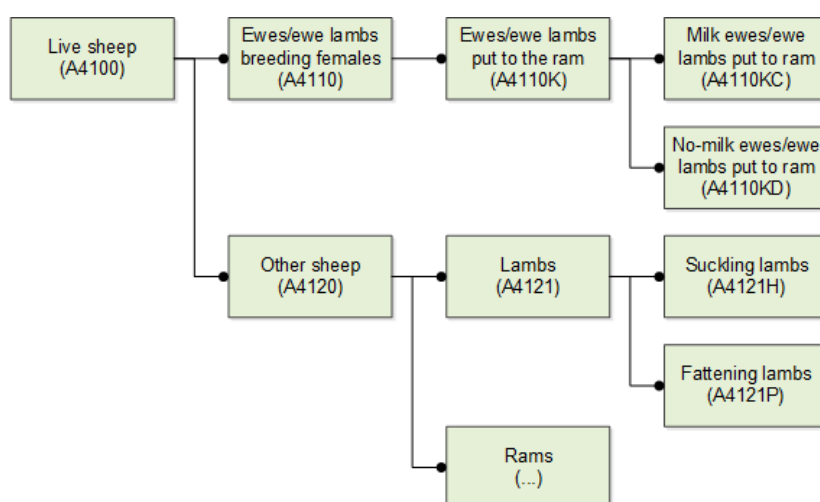 Live sheep
(A4100)
Ewes/ewe lambs
breeding females
(A4110)
Ewes/ewe lambs
put to the ram
(A4110K)
Milk ewes/ewe
lambs put to ram
(A4110KC)
No-milk ewes/ewe
lambs put to ram
(A4110KD)
Other sheep
(A4120)
Lambs
(A4121)
Suckling lambs
(A4121H)
Fattening lambs
(A4121P)
Rams
(...)